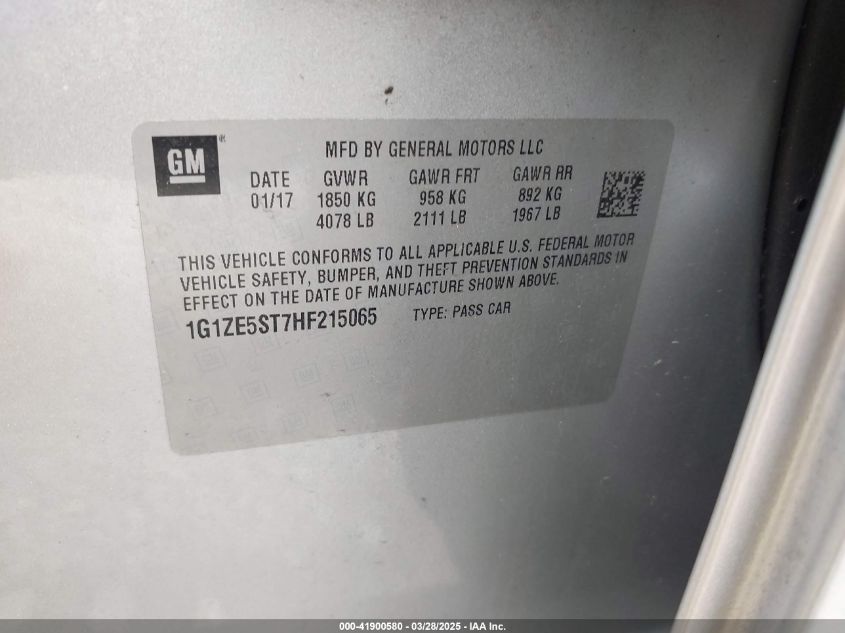 GM®
MFD BY GENERAL MOTORS LLC
DATE GVWR GAWR FRT GAWR RR
01/17 1850 KG 958 KG 892 KG
4078 LB 2111 LB 1967 LB
THIS VEHICLE CONFORMS TO ALL APPLICABLE U.S. FEDERAL MOTOR
VEHICLE SAFETY, BUMPER, AND THEFT PREVENTION STANDARDS IN
EFFECT ON THE DATE OF MANUFACTURE SHOWN ABOVE.
1G1ZE5ST7HF215065 TYPE: PASS CAR
000-41900580 - 03/28/2025 - IAA Inc.